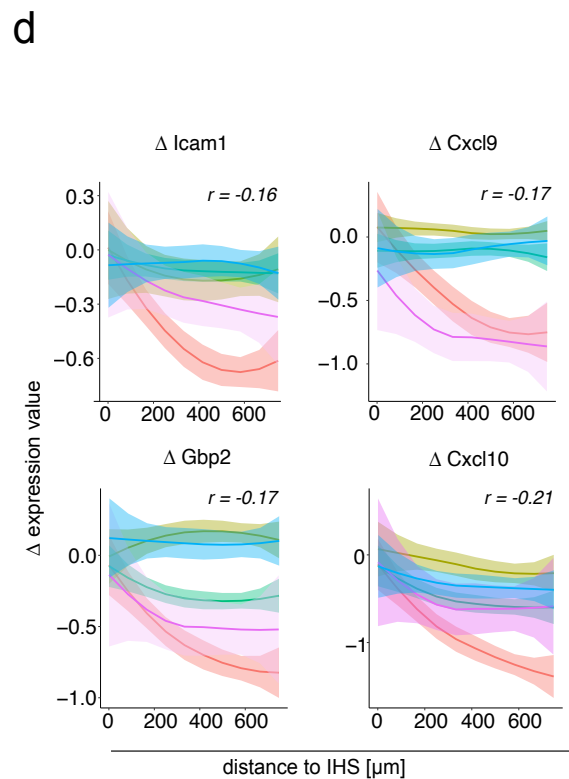 d
Δ Icam1
Δ Cxcl9
r = -0.16
r = -0.17
0.3
0.0
−0.3
−0.6
0.0
−0.5
−1.0
0 200 400 600
0 200 400 600
Δ Gbp2
Δ Cxcl10
r = -0.17
r = -0.21
0.0
−0.5
−1.0
0
−1
0 200 400 600
0 200 400 600
Δ expression value
distance to IHS [µm]